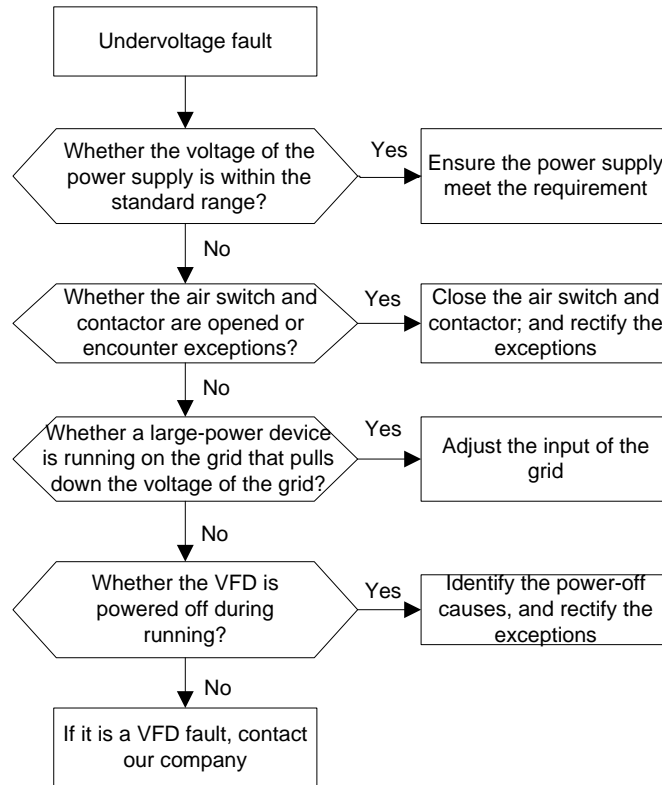 Undervoltage fault
Whether the voltage of the
power supply is within the
standard range?
Yes
Ensure the power supply
meet the requirement
No
Whether the air switch and
contactor are opened or
encounter exceptions?
Yes
Close the air switch and
contactor; and rectify the
exceptions
No
Whether a large-power device
is running on the grid that pulls
down the voltage of the grid?
Yes
Adjust the input of the
grid
No
Whether the VFD is
powered off during
running?
Yes
Identify the power-off
causes, and rectify the
exceptions
No
If it is a VFD fault, contact
our company